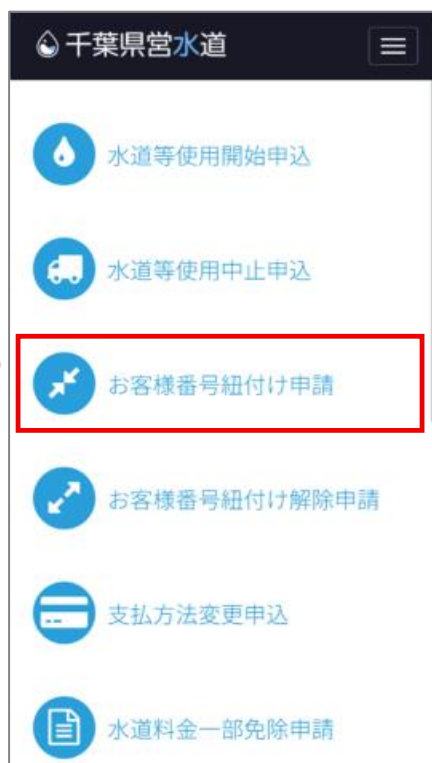 千葉県営水道
水道等使用開始申込
水道等使用中止申込
お客様番号紐付け申請
お客様番号紐付け解除申請
支払方法変更申込
水道料金一部免除申請